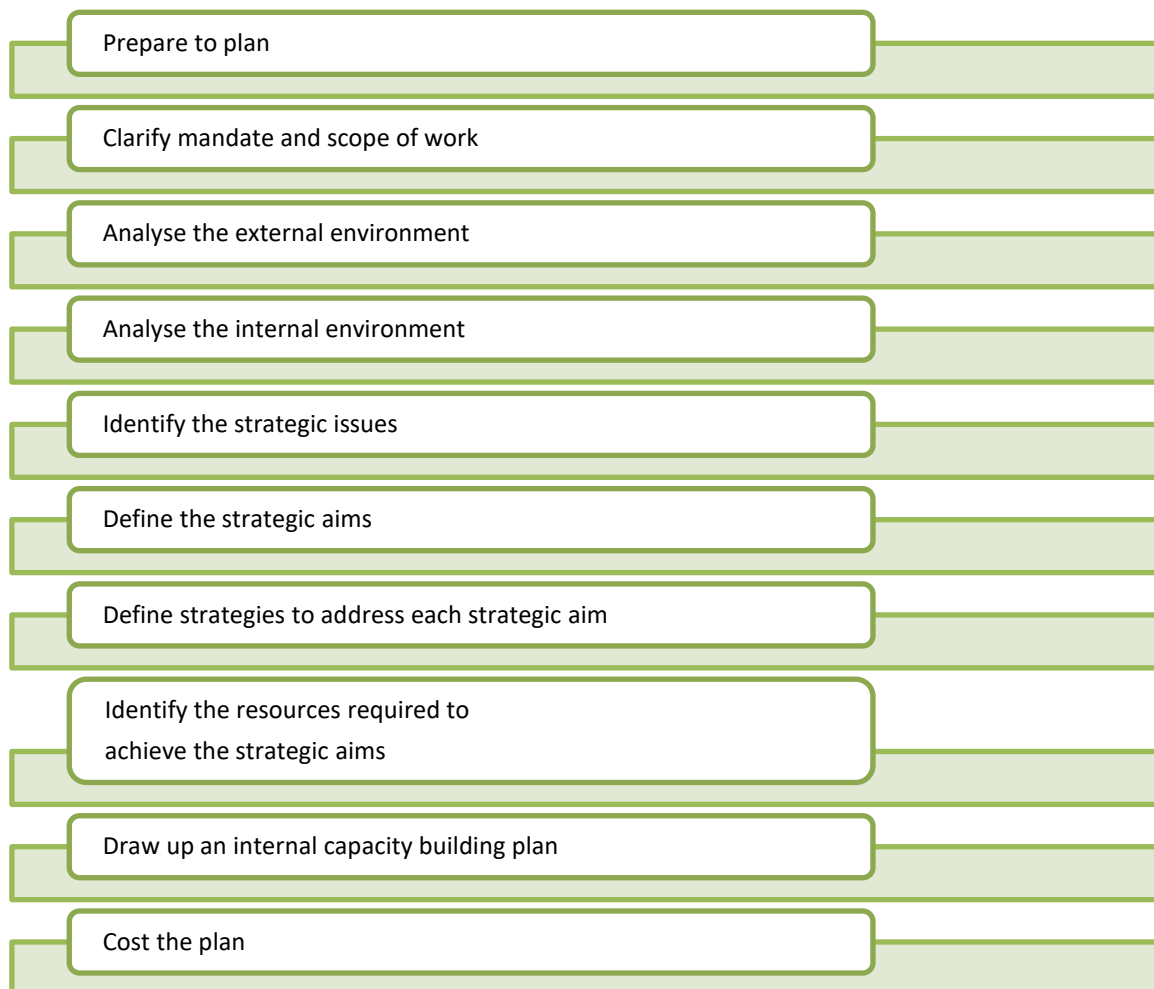 Prepare to plan
Clarify mandate and scope of work
Analyse the external environment
Analyse the internal environment
Identify the strategic issues
Define the strategic aims
Define strategies to address each strategic aim
Identify the resources required to
achieve the strategic aims
Draw up an internal capacity building plan
Cost the plan